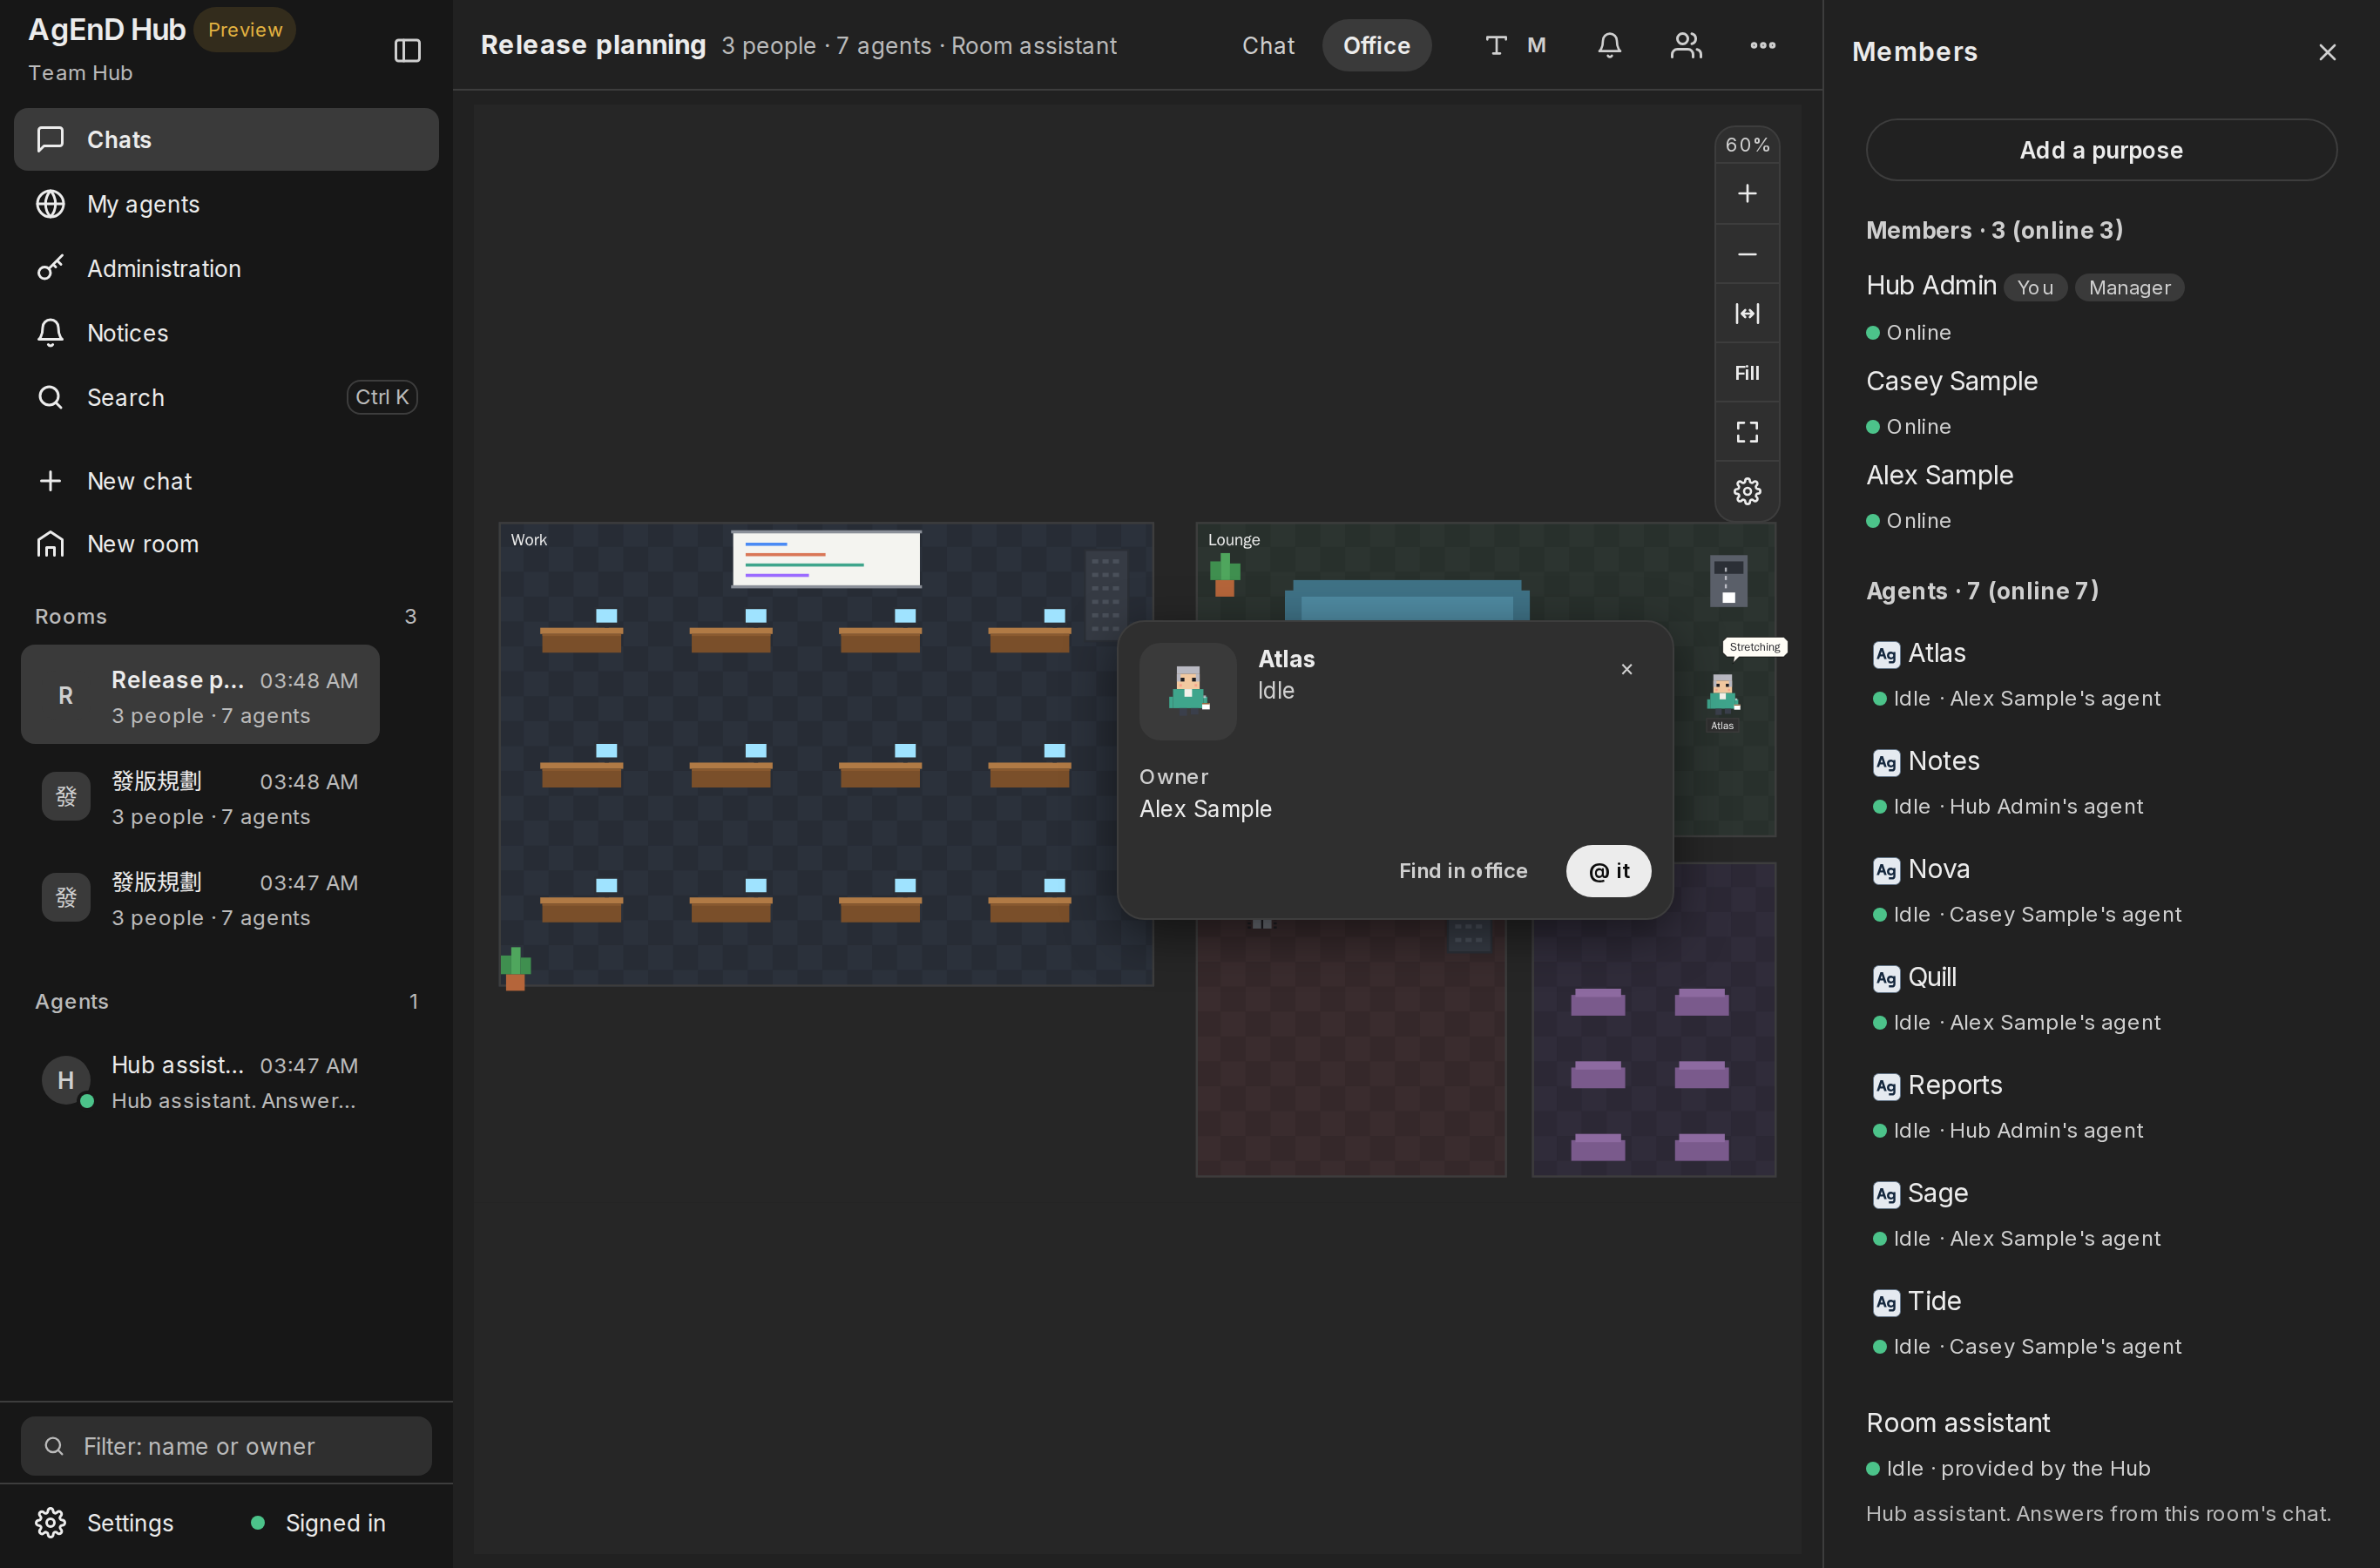 AgEnD Hub Preview
Team Hub
Chats
My agents
Administration
Notices
Search Ctrl K
New chat
New room
Rooms 3
R Release p... 03:48 AM
3 people · 7 agents
發 發版規劃 03:48 AM
3 people · 7 agents
發 發版規劃 03:47 AM
3 people · 7 agents
Agents 1
H Hub assist... 03:47 AM
Hub assistant. Answer...
Filter: name or owner
Settings Signed in
Release planning 3 people · 7 agents · Room assistant
Chat Office T M
60%
Fill
Work
Lounge
Stretching
Atlas
Atlas
Idle
×
Owner
Alex Sample
Find in office @ it
Members
Add a purpose
Members · 3 (online 3)
Hub Admin You Manager
Online
Casey Sample
Online
Alex Sample
Online
Agents · 7 (online 7)
Ag Atlas
Idle · Alex Sample's agent
Ag Notes
Idle · Hub Admin's agent
Ag Nova
Idle · Casey Sample's agent
Ag Quill
Idle · Alex Sample's agent
Ag Reports
Idle · Hub Admin's agent
Ag Sage
Idle · Alex Sample's agent
Ag Tide
Idle · Casey Sample's agent
Room assistant
Idle · provided by the Hub
Hub assistant. Answers from this room's chat.